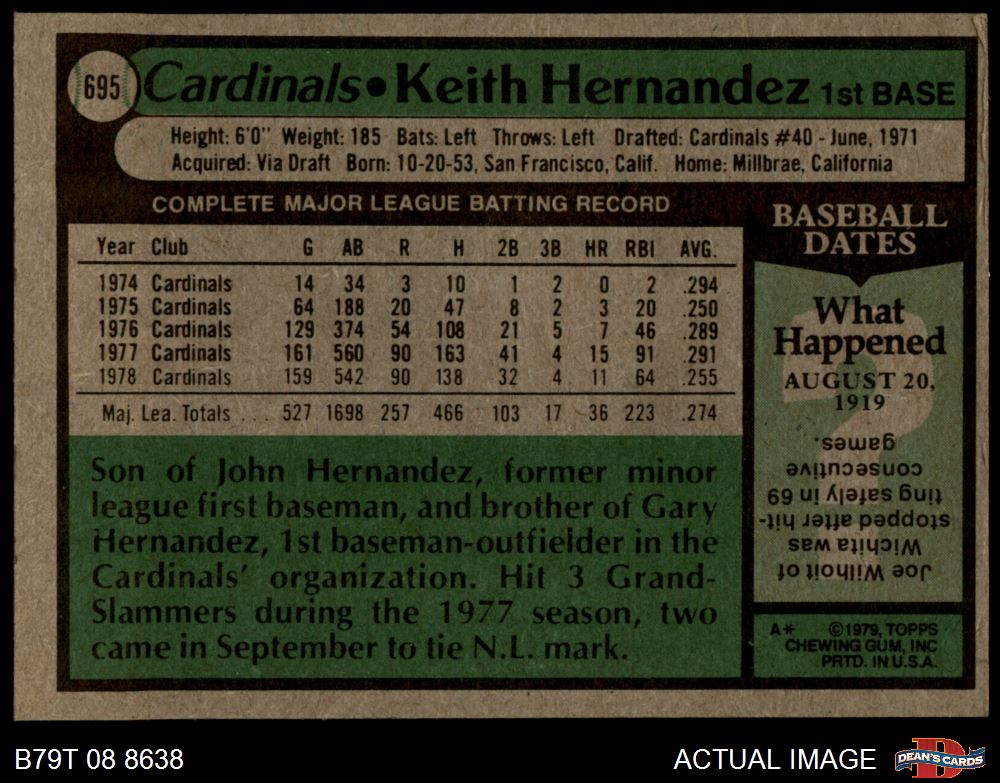 695 Cardinals • Keith Hernandez 1st BASE
Height: 6'0" Weight: 185 Bats: Left Throws: Left Drafted: Cardinals #40 - June, 1971
Acquired: Via Draft Born: 10-20-53, San Francisco, Calif. Home: Millbrae, California
COMPLETE MAJOR LEAGUE BATTING RECORD
Year Club G AB R H 2B 3B HR RBI AVG.
1974 Cardinals 14 34 3 10 1 2 0 2 .294
1975 Cardinals 64 188 20 47 8 2 3 20 .250
1976 Cardinals 129 374 54 108 21 5 7 46 .289
1977 Cardinals 161 560 90 163 41 4 15 91 .291
1978 Cardinals 159 542 90 138 32 4 11 64 .255
Maj. Lea. Totals ... 527 1698 257 466 103 17 36 223 .274
Son of John Hernandez, former minor
league first baseman, and brother of Gary
Hernandez, 1st baseman-outfielder in the
Cardinals' organization. Hit 3 Grand-
Slammers during the 1977 season, two
came in September to tie N.L. mark.
BASEBALL
DATES
What
Happened
AUGUST 20,
1919
Joe Wilhoit of
Wichita was
stopped after hit-
ting safely in 69
consecutive
games.
A* ©1979, TOPPS
CHEWING GUM, INC
PRTD. IN U.S.A.
B79T 08 8638
ACTUAL IMAGE
DEAN'S CARDS